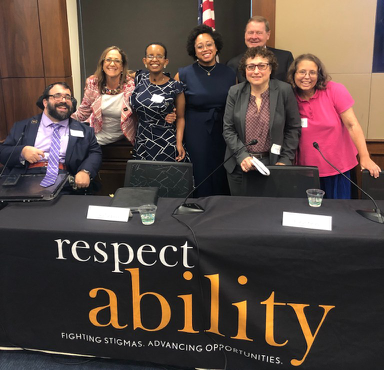 respect
ability
FIGHTING STIGMAS. ADVANCING OPPORTUNITIES.